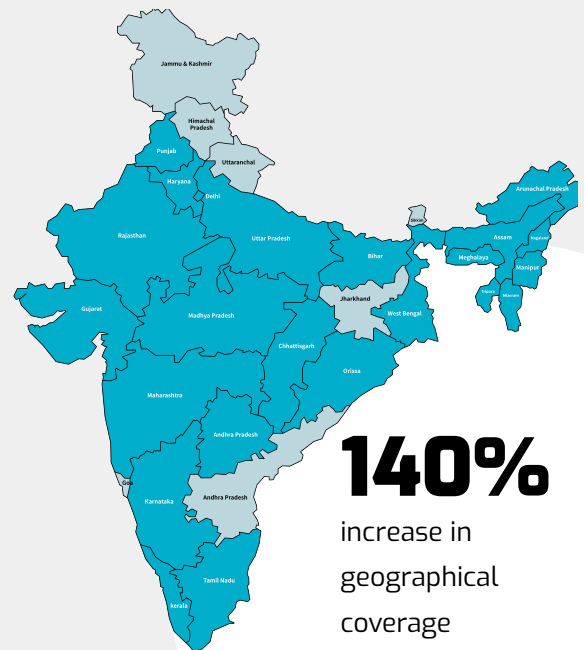 Jammu & Kashmir
Himachal
Pradesh
Punjab
Uttaranchal
Haryana
Delhi
Arunachal Pradesh
Rajasthan
Uttar Pradesh
Sikkim
Assam
Nagaland
Bihar
Meghalaya
Manipur
Tripura
Mizoram
Gujarat
Madhya Pradesh
Jharkhand
West Bengal
Chhattisgarh
Orissa
Maharashtra
Andhra Pradesh
Goa
Karnataka
Andhra Pradesh
Tamil Nadu
kerala
140%
increase in
geographical
coverage